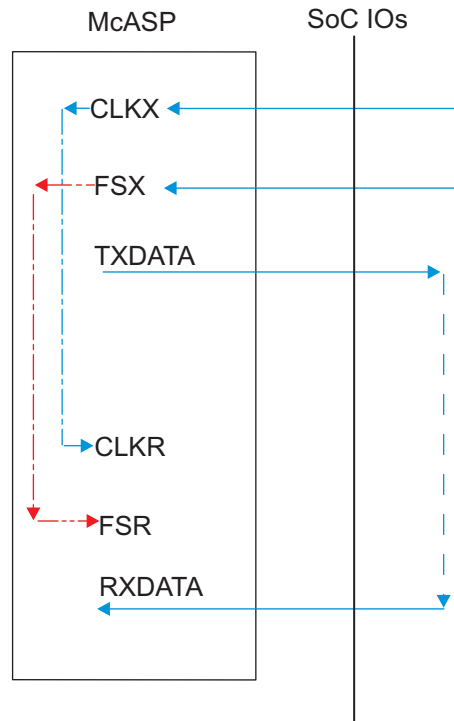 McASP
SoC IOs
CLKX
FSX
TXDATA
CLKR
FSR
RXDATA